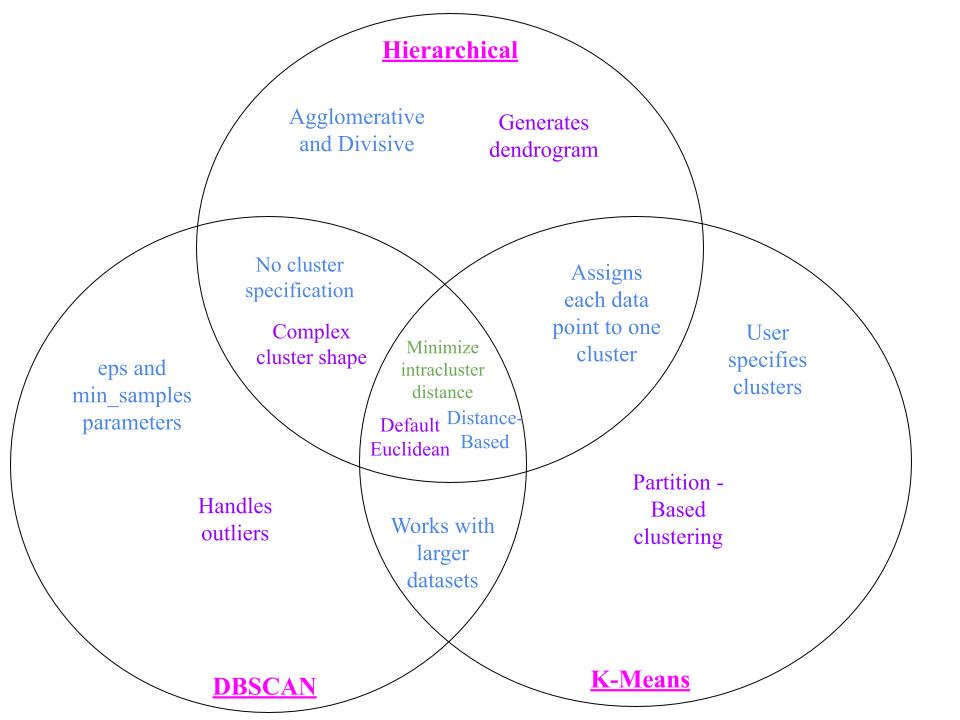 Hierarchical
Agglomerative
and Divisive
Generates
dendrogram
No cluster
specification
Complex
cluster shape
Assigns
each data
point to one
cluster
User
specifies
clusters
eps and
min_samples
parameters
Minimize
intracluster
distance
Default
Euclidean
Distance-
Based
Handles
outliers
Works with
larger
datasets
Partition -
Based
clustering
DBSCAN
K-Means